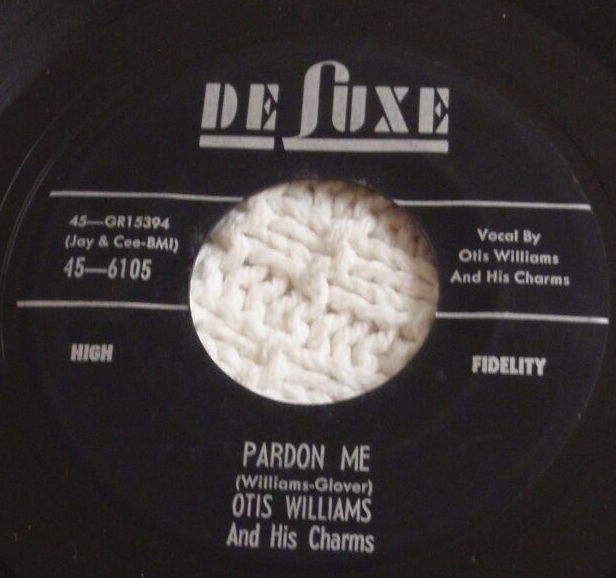 DE LUXE
45—GR15394
(Jay & Cee-BMI)
45—6105
Vocal By
Otis Williams
And His Charms
HIGH
FIDELITY
PARDON ME
(Williams-Glover)
OTIS WILLIAMS
And His Charms